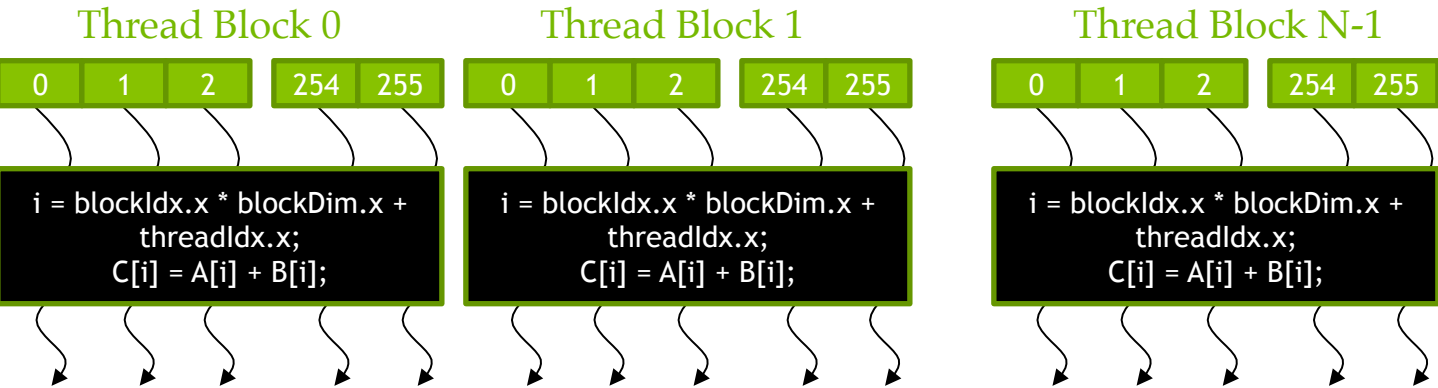 Thread Block 0
0 1 2 254 255
i = blockIdx.x * blockDim.x +
threadIdx.x;
C[i] = A[i] + B[i];
Thread Block 1
0 1 2 254 255
i = blockIdx.x * blockDim.x +
threadIdx.x;
C[i] = A[i] + B[i];
Thread Block N-1
0 1 2 254 255
i = blockIdx.x * blockDim.x +
threadIdx.x;
C[i] = A[i] + B[i];